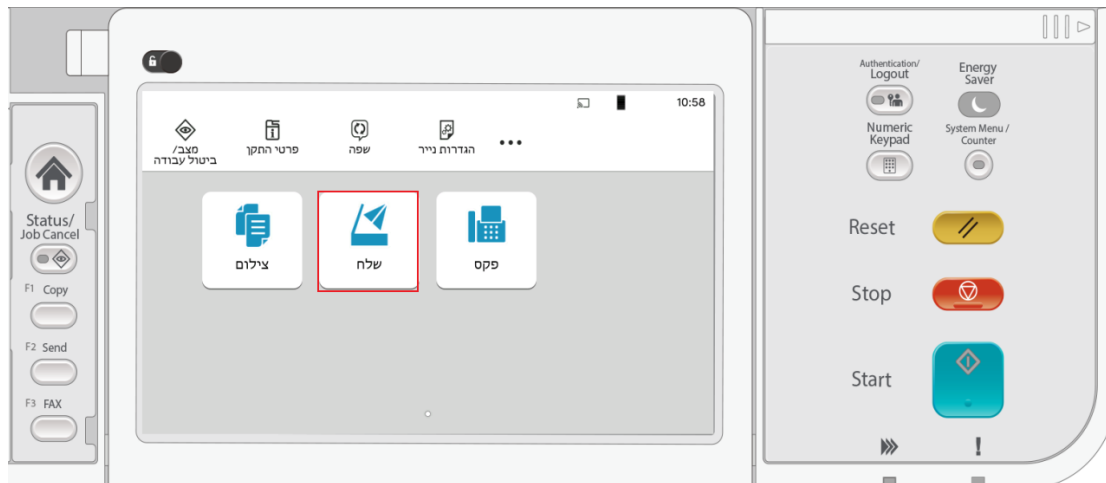 10:58
מצב/
ביטול עבודה
פרטי התקן
שפה
הגדרות נייר
צילום
שלח
פקס
Status/
Job Cancel
F1 Copy
F2 Send
F3 FAX
Authentication/
Logout
Energy
Saver
Numeric
Keypad
System Menu /
Counter
Reset
Stop
Start